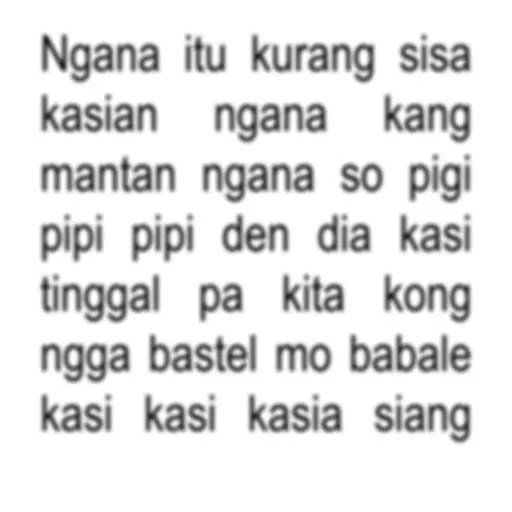 Ngana itu kurang sisa
kasian ngana kang
mantan ngana so pigi
pipi pipi den dia kasi
tinggal pa kita kong
ngga bastel mo babale
kasi kasi kasia siang